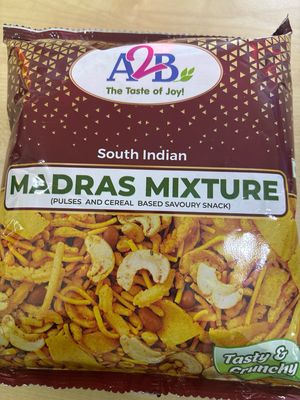 A2B
The Taste of Joy!
South Indian
MADRAS MIXTURE
(PULSES AND CEREAL BASED SAVOURY SNACK)
Tasty &
Crunchy